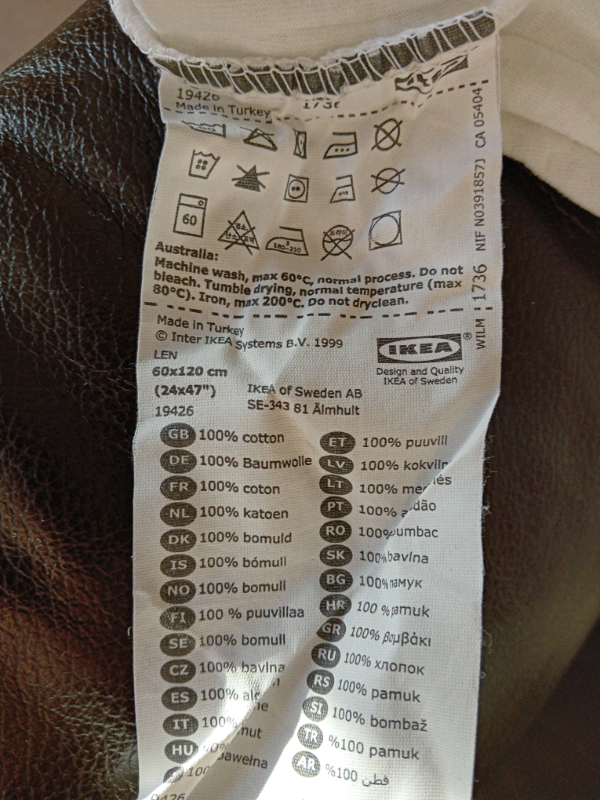 19426
Made in Turkey
60
Australia:
Machine wash, max 60°C, normal process. Do not
bleach. Tumble drying, normal temperature (max
80°C). Iron, max 200°C. Do not dryclean.
WILM 1736 NIF N0391857J CA 05404
Made in Turkey
© Inter IKEA Systems B.V. 1999
LEN
60x120 cm
(24x47")
19426
IKEA of Sweden AB
SE-343 81 Älmhult
IKEA®
Design and Quality
IKEA of Sweden
GB 100% cotton
DE 100% Baumwolle
FR 100% coton
NL 100% katoen
DK 100% bomuld
IS 100% bómull
NO 100% bomull
FI 100 % puuvillaa
SE 100% bomull
CZ 100% bavlna
ES 100%
IT 100%
HU
ET 100% puuvill
LV 100%
LT 100%
PT 100%
RO 100%
SK 100% bavlna
BG 100% памук
HR 100 % pamuk
GR 100% βαμβάκι
RU 100% хлопок
RS 100% pamuk
SI 100% bombaž
TR %100 pamuk
AR %100 قطن